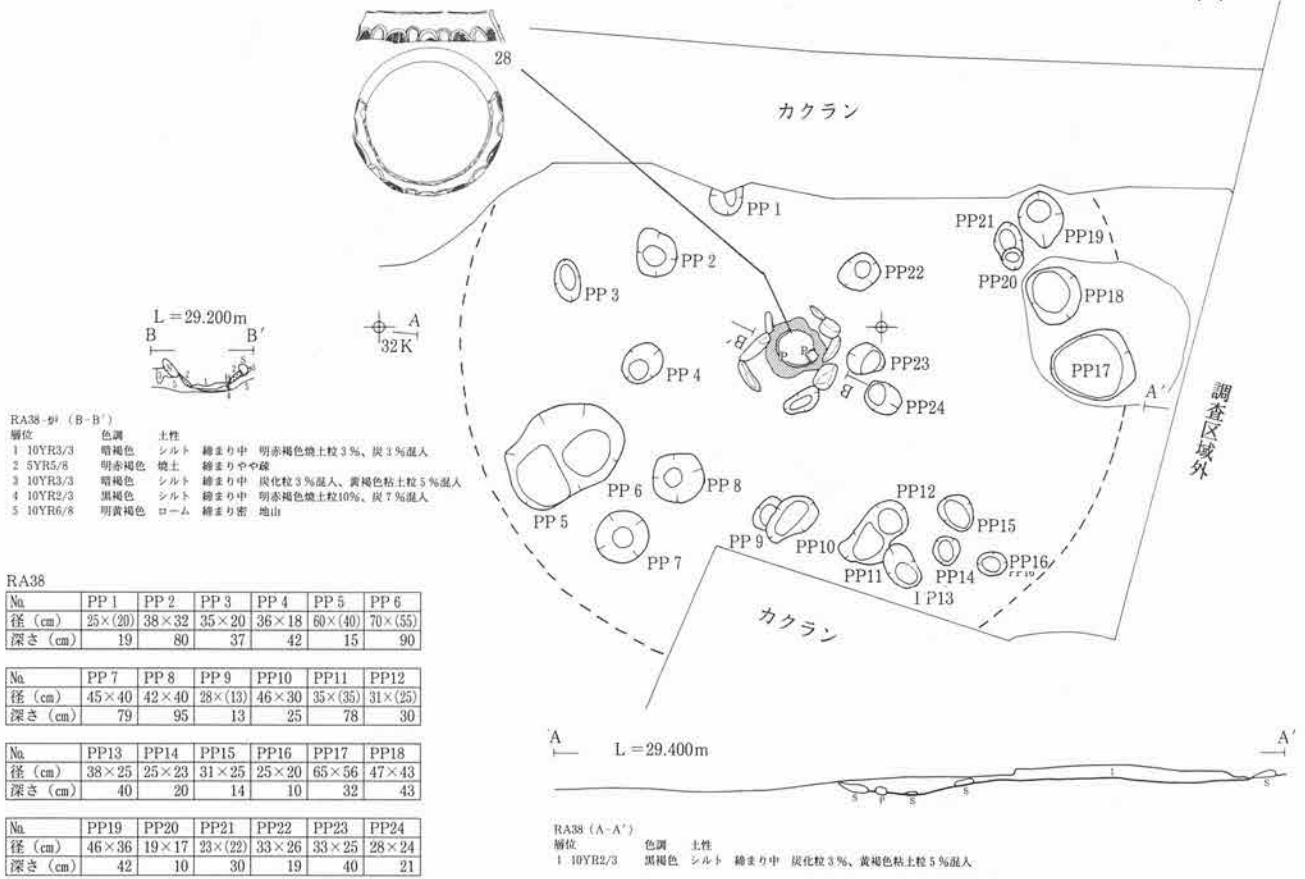 28
カクラン
PP 1
PP21
PP19
PP 2
PP22
PP20
PP18
PP 3
L＝29.200m
B B′
A
32K
B′
P
PP23
PP17
PP 4
B
PP24
A′
調査区域外
RA38-炉 (B-B′)
層位 色調 土性
1 10YR3/3 暗褐色 シルト 締まり中 明赤褐色焼土粒 3 %、炭 3 %混入
2 5YR5/8 明赤褐色 焼土 締まりやや疎
3 10YR3/3 暗褐色 シルト 締まり中 炭化粒 3 %混入、黄褐色粘土粒 5 %混入
4 10YR2/3 黒褐色 シルト 締まり中 明赤褐色焼土粒10%、炭 7 %混入
5 10YR6/8 明黄褐色 ローム 締まり密 地山
PP 6
PP 8
PP12
PP 5
PP15
PP 9
PP10
PP 7
PP11
PP14
PP16
PP13
カクラン
RA38
No. PP 1 PP 2 PP 3 PP 4 PP 5 PP 6
径 (cm) 25×(20) 38×32 35×20 36×18 60×(40) 70×(55)
深さ (cm) 19 80 37 42 15 90
No. PP 7 PP 8 PP 9 PP10 PP11 PP12
径 (cm) 45×40 42×40 28×(13) 46×30 35×(35) 31×(25)
深さ (cm) 79 95 13 25 78 30
No. PP13 PP14 PP15 PP16 PP17 PP18
径 (cm) 38×25 25×23 31×25 25×20 65×56 47×43
深さ (cm) 40 20 14 10 32 43
No. PP19 PP20 PP21 PP22 PP23 PP24
径 (cm) 46×36 19×17 23×(22) 33×26 33×25 28×24
深さ (cm) 42 10 30 19 40 21
A L＝29.400m A′
1
S P S S S
RA38 (A-A′)
層位 色調 土性
1 10YR2/3 黒褐色 シルト 締まり中 炭化粒 3 %、黄褐色粘土粒 5 %混入